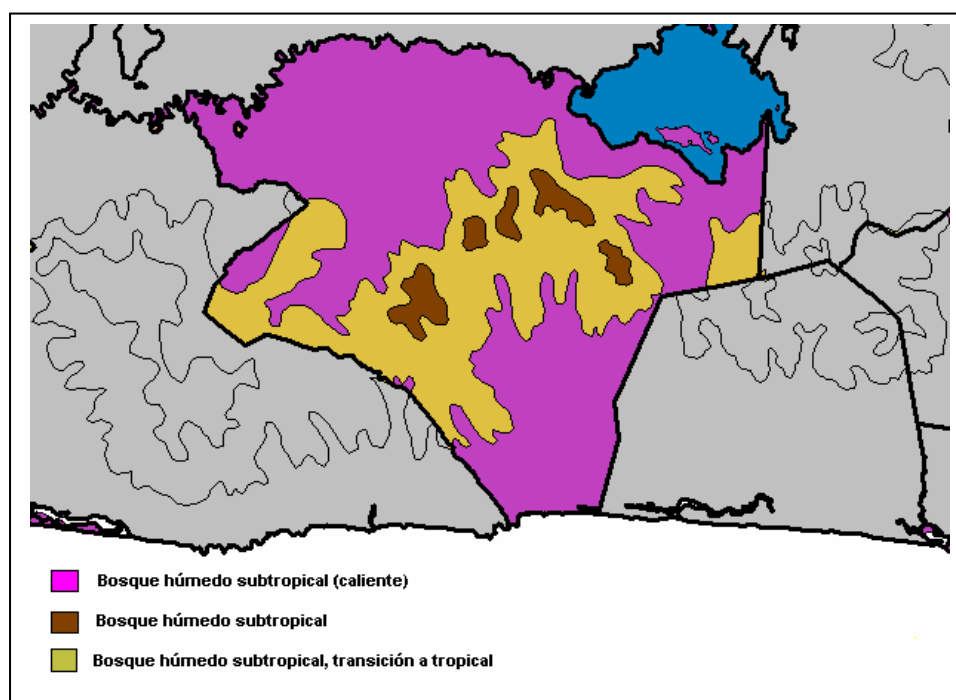 Bosque húmedo subtropical (caliente)
Bosque húmedo subtropical
Bosque húmedo subtropical, transición a tropical